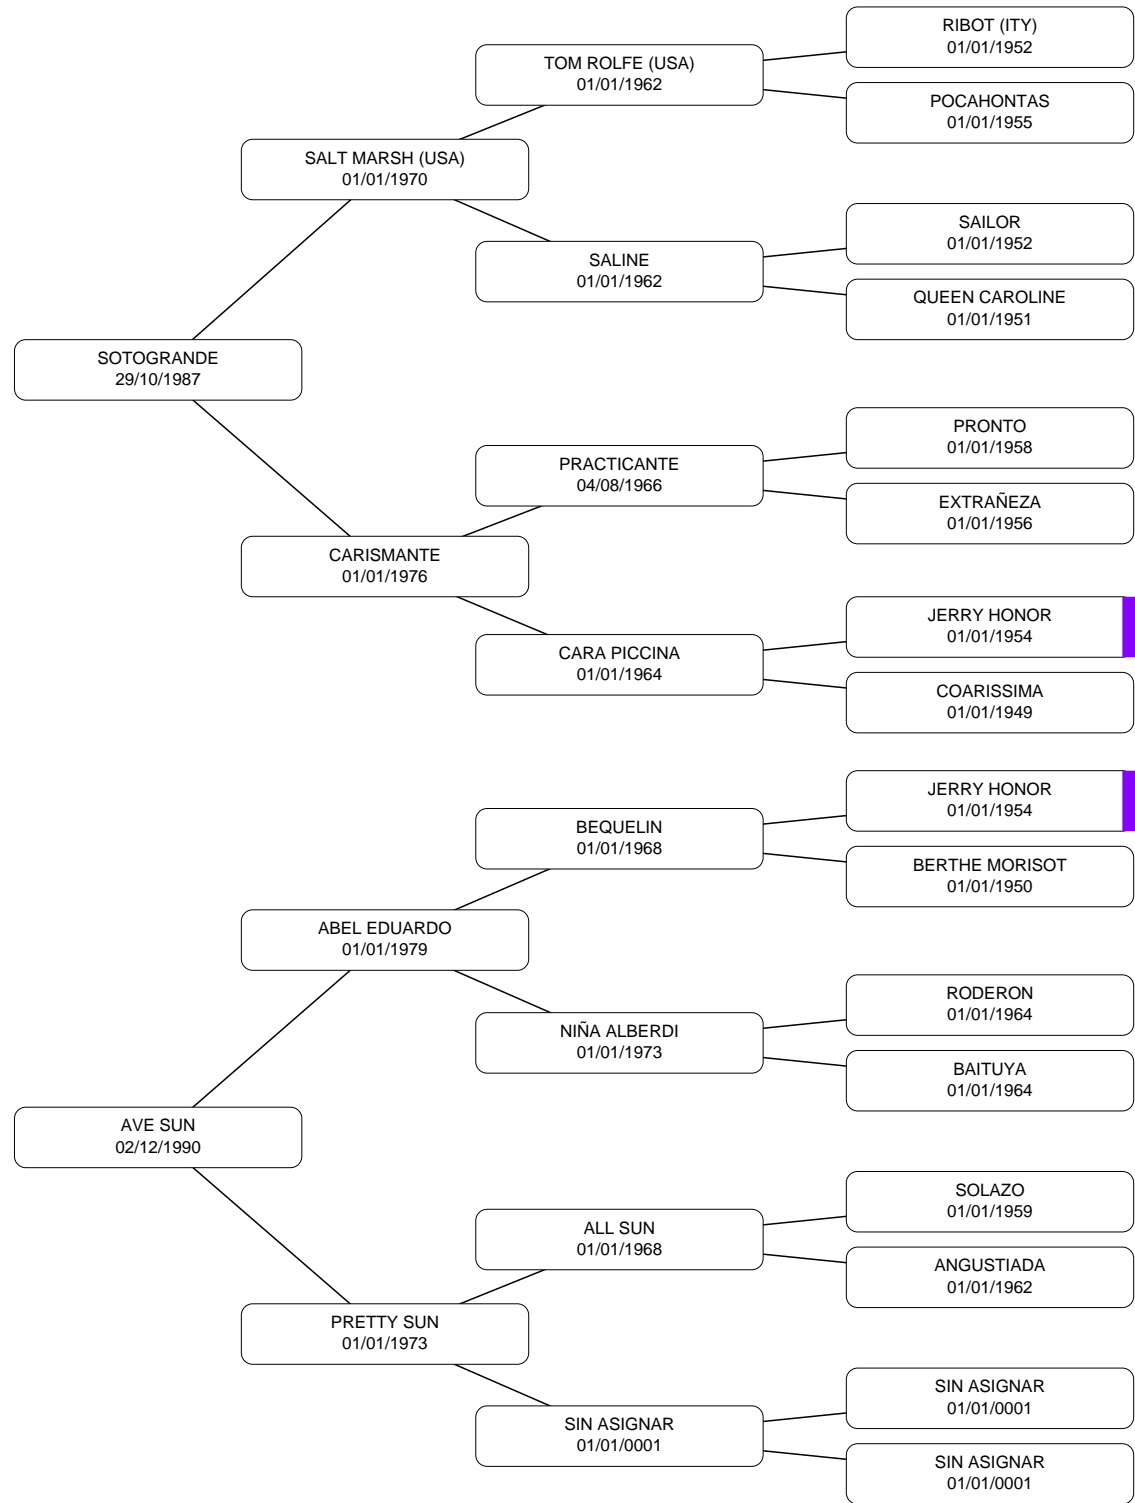 RIBOT (ITY)
01/01/1952
TOM ROLFE (USA)
01/01/1962
POCAHONTAS
01/01/1955
SALT MARSH (USA)
01/01/1970
SAILOR
01/01/1952
SALINE
01/01/1962
QUEEN CAROLINE
01/01/1951
SOTOGRANDE
29/10/1987
PRONTO
01/01/1958
PRACTICANTE
04/08/1966
EXTRAÑEZA
01/01/1956
CARISMANTE
01/01/1976
JERRY HONOR
01/01/1954
CARA PICCINA
01/01/1964
COARISSIMA
01/01/1949
JERRY HONOR
01/01/1954
BEQUELIN
01/01/1968
BERTHE MORISOT
01/01/1950
ABEL EDUARDO
01/01/1979
RODERON
01/01/1964
NIÑA ALBERDI
01/01/1973
BAITUYA
01/01/1964
AVE SUN
02/12/1990
SOLAZO
01/01/1959
ALL SUN
01/01/1968
ANGUSTIADA
01/01/1962
PRETTY SUN
01/01/1973
SIN ASIGNAR
01/01/0001
SIN ASIGNAR
01/01/0001
SIN ASIGNAR
01/01/0001